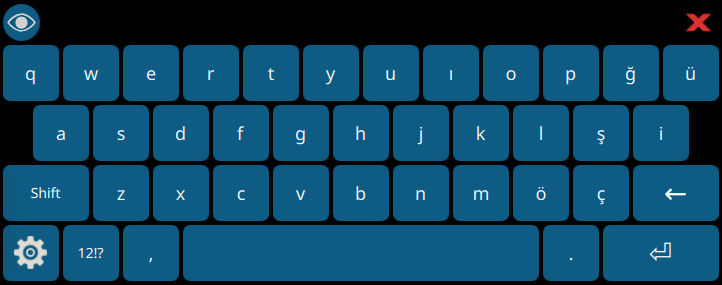 q w e r t y u ı o p ğ ü
a s d f g h j k l ş i
Shift z x c v b n m ö ç ←
12!? , . ⏎